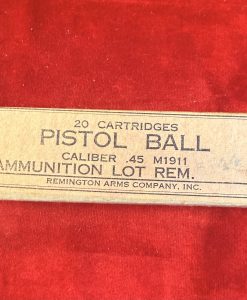 20 CARTRIDGES
PISTOL BALL
CALIBER .45 M1911
AMMUNITION LOT REM.
REMINGTON ARMS COMPANY, INC.